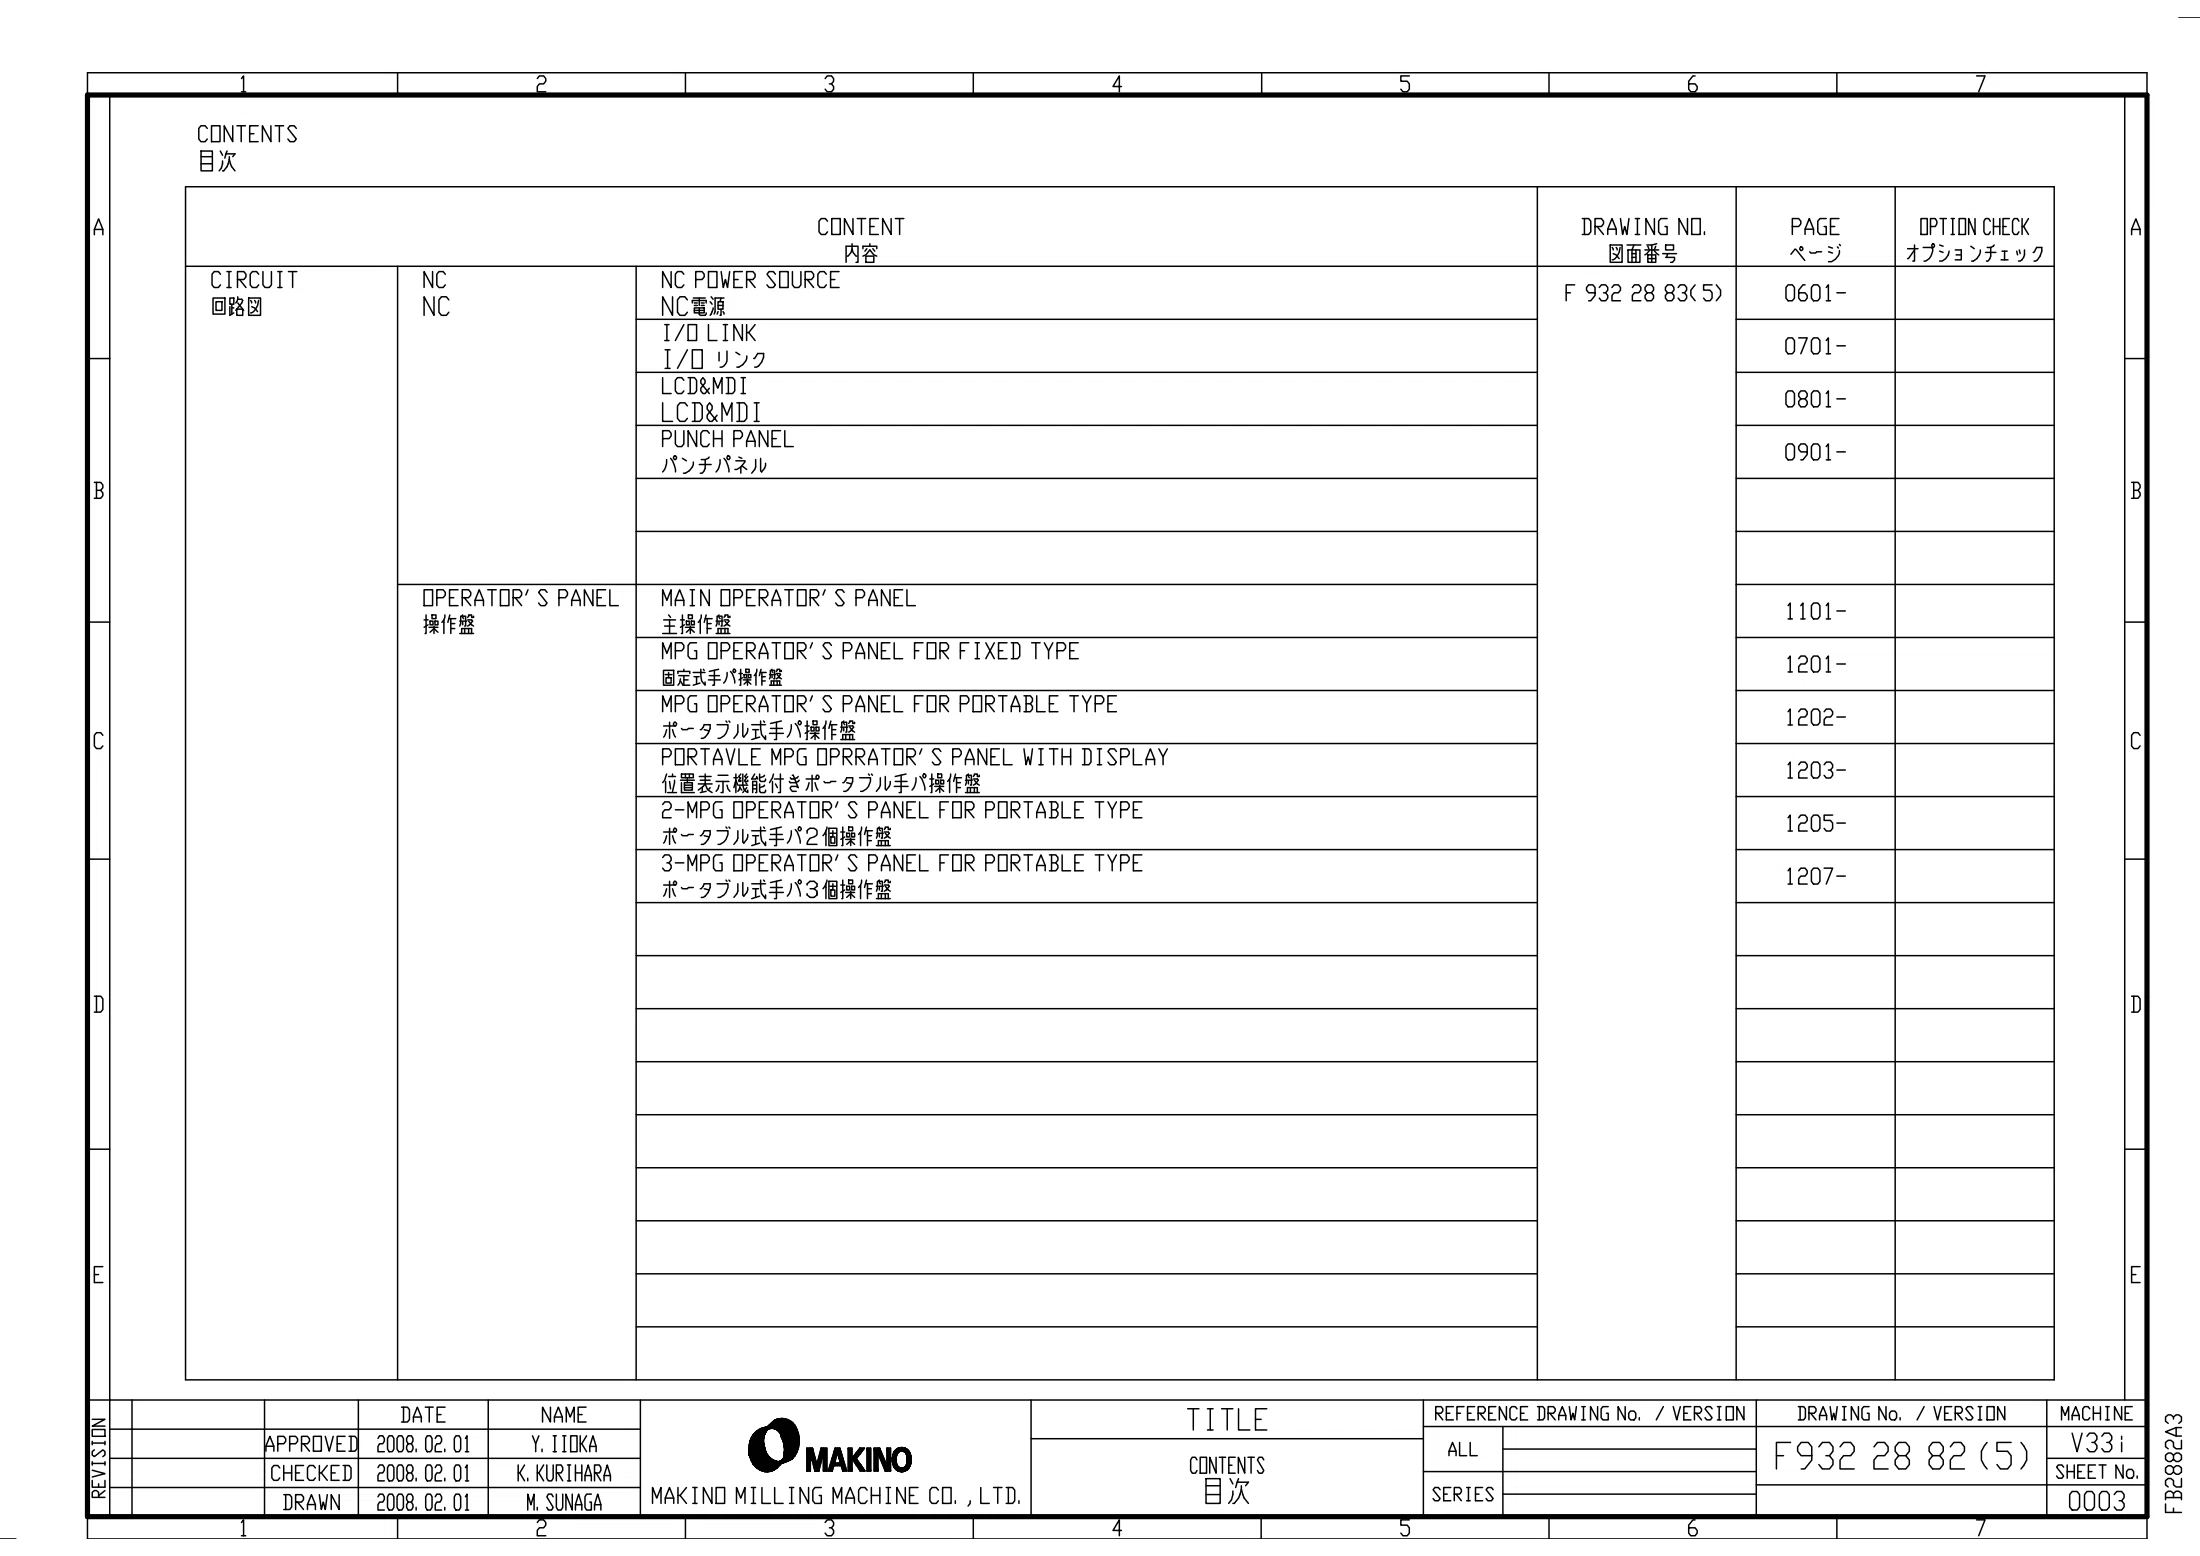 1 2 3 4 5 6 7
CONTENTS
目次
A A
CONTENT DRAWING NO. PAGE OPTION CHECK
内容 図面番号 ページ オプションチェック
CIRCUIT NC NC POWER SOURCE F 932 28 83(5) 0601-
回路図 NC NC電源
I/O LINK 0701-
I/O リンク
LCD&MDI 0801-
LCD&MDI
PUNCH PANEL 0901-
パンチパネル
B B
OPERATOR'S PANEL MAIN OPERATOR'S PANEL 1101-
操作盤 主操作盤
MPG OPERATOR'S PANEL FOR FIXED TYPE 1201-
固定式手パ操作盤
MPG OPERATOR'S PANEL FOR PORTABLE TYPE 1202-
ポータブル式手パ操作盤
C C
PORTAVLE MPG OPRRATOR'S PANEL WITH DISPLAY 1203-
位置表示機能付きポータブル手パ操作盤
2-MPG OPERATOR'S PANEL FOR PORTABLE TYPE 1205-
ポータブル式手パ2個操作盤
3-MPG OPERATOR'S PANEL FOR PORTABLE TYPE 1207-
ポータブル式手パ3個操作盤
D D
E E
REVISION
DATE NAME
APPROVED 2008.02.01 Y. IIOKA
CHECKED 2008.02.01 K. KURIHARA
DRAWN 2008.02.01 M. SUNAGA
MAKINO
MAKINO MILLING MACHINE CO.,LTD.
TITLE
CONTENTS
目次
REFERENCE DRAWING No. / VERSION
ALL
SERIES
DRAWING No. / VERSION
F932 28 82(5)
MACHINE
V33i
SHEET No.
0003
FB2882A3
1 2 3 4 5 6 7